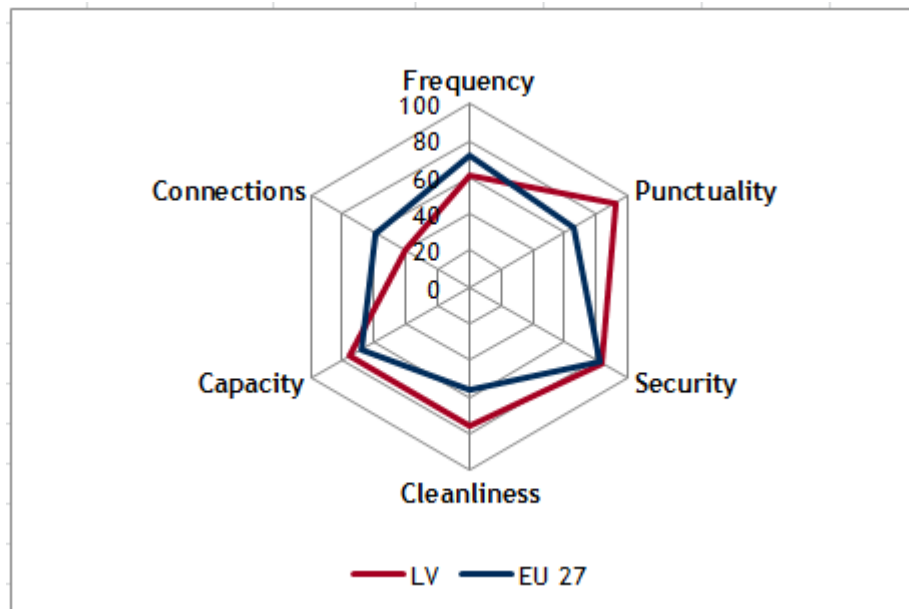 Frequency
100
80
Connections
Punctuality
60
40
20
0
Capacity
Security
Cleanliness
LV EU 27